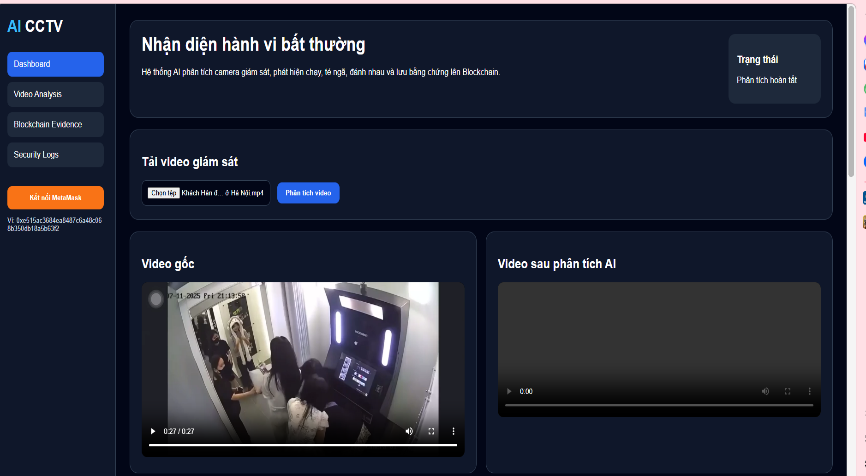 AI CCTV
Dashboard
Video Analysis
Blockchain Evidence
Security Logs
Kết nối MetaMask
Ví: 0xe515ac3684ea8487c6a40c06
8b350db18a5b63f2
Nhận diện hành vi bất thường
Hệ thống AI phân tích camera giám sát, phát hiện chạy, té ngã, đánh nhau và lưu bằng chứng lên Blockchain.
Trạng thái
Phân tích hoàn tất
Tải video giám sát
Chọn tệp Khách Hàn đ... ở Hà Nội.mp4
Phân tích video
Video gốc
07-11-2025 Fri 21:13:58
0:27 / 0:27
Video sau phân tích AI
0:00